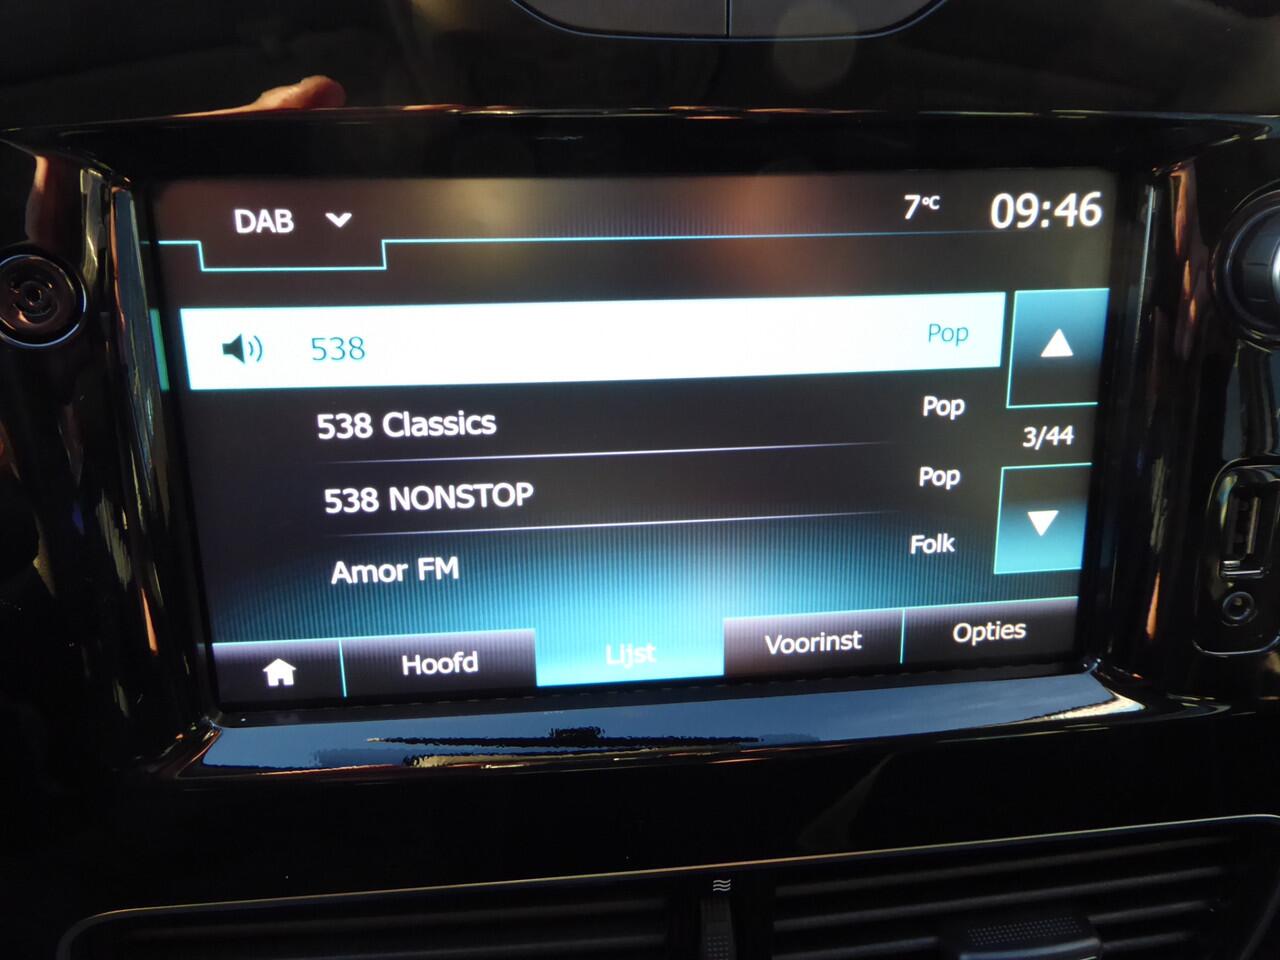 DAB 7°C 09:46
538 Pop
538 Classics Pop
3/44
538 NONSTOP Pop
Amor FM Folk
Hoofd Lijst Voorinst Opties